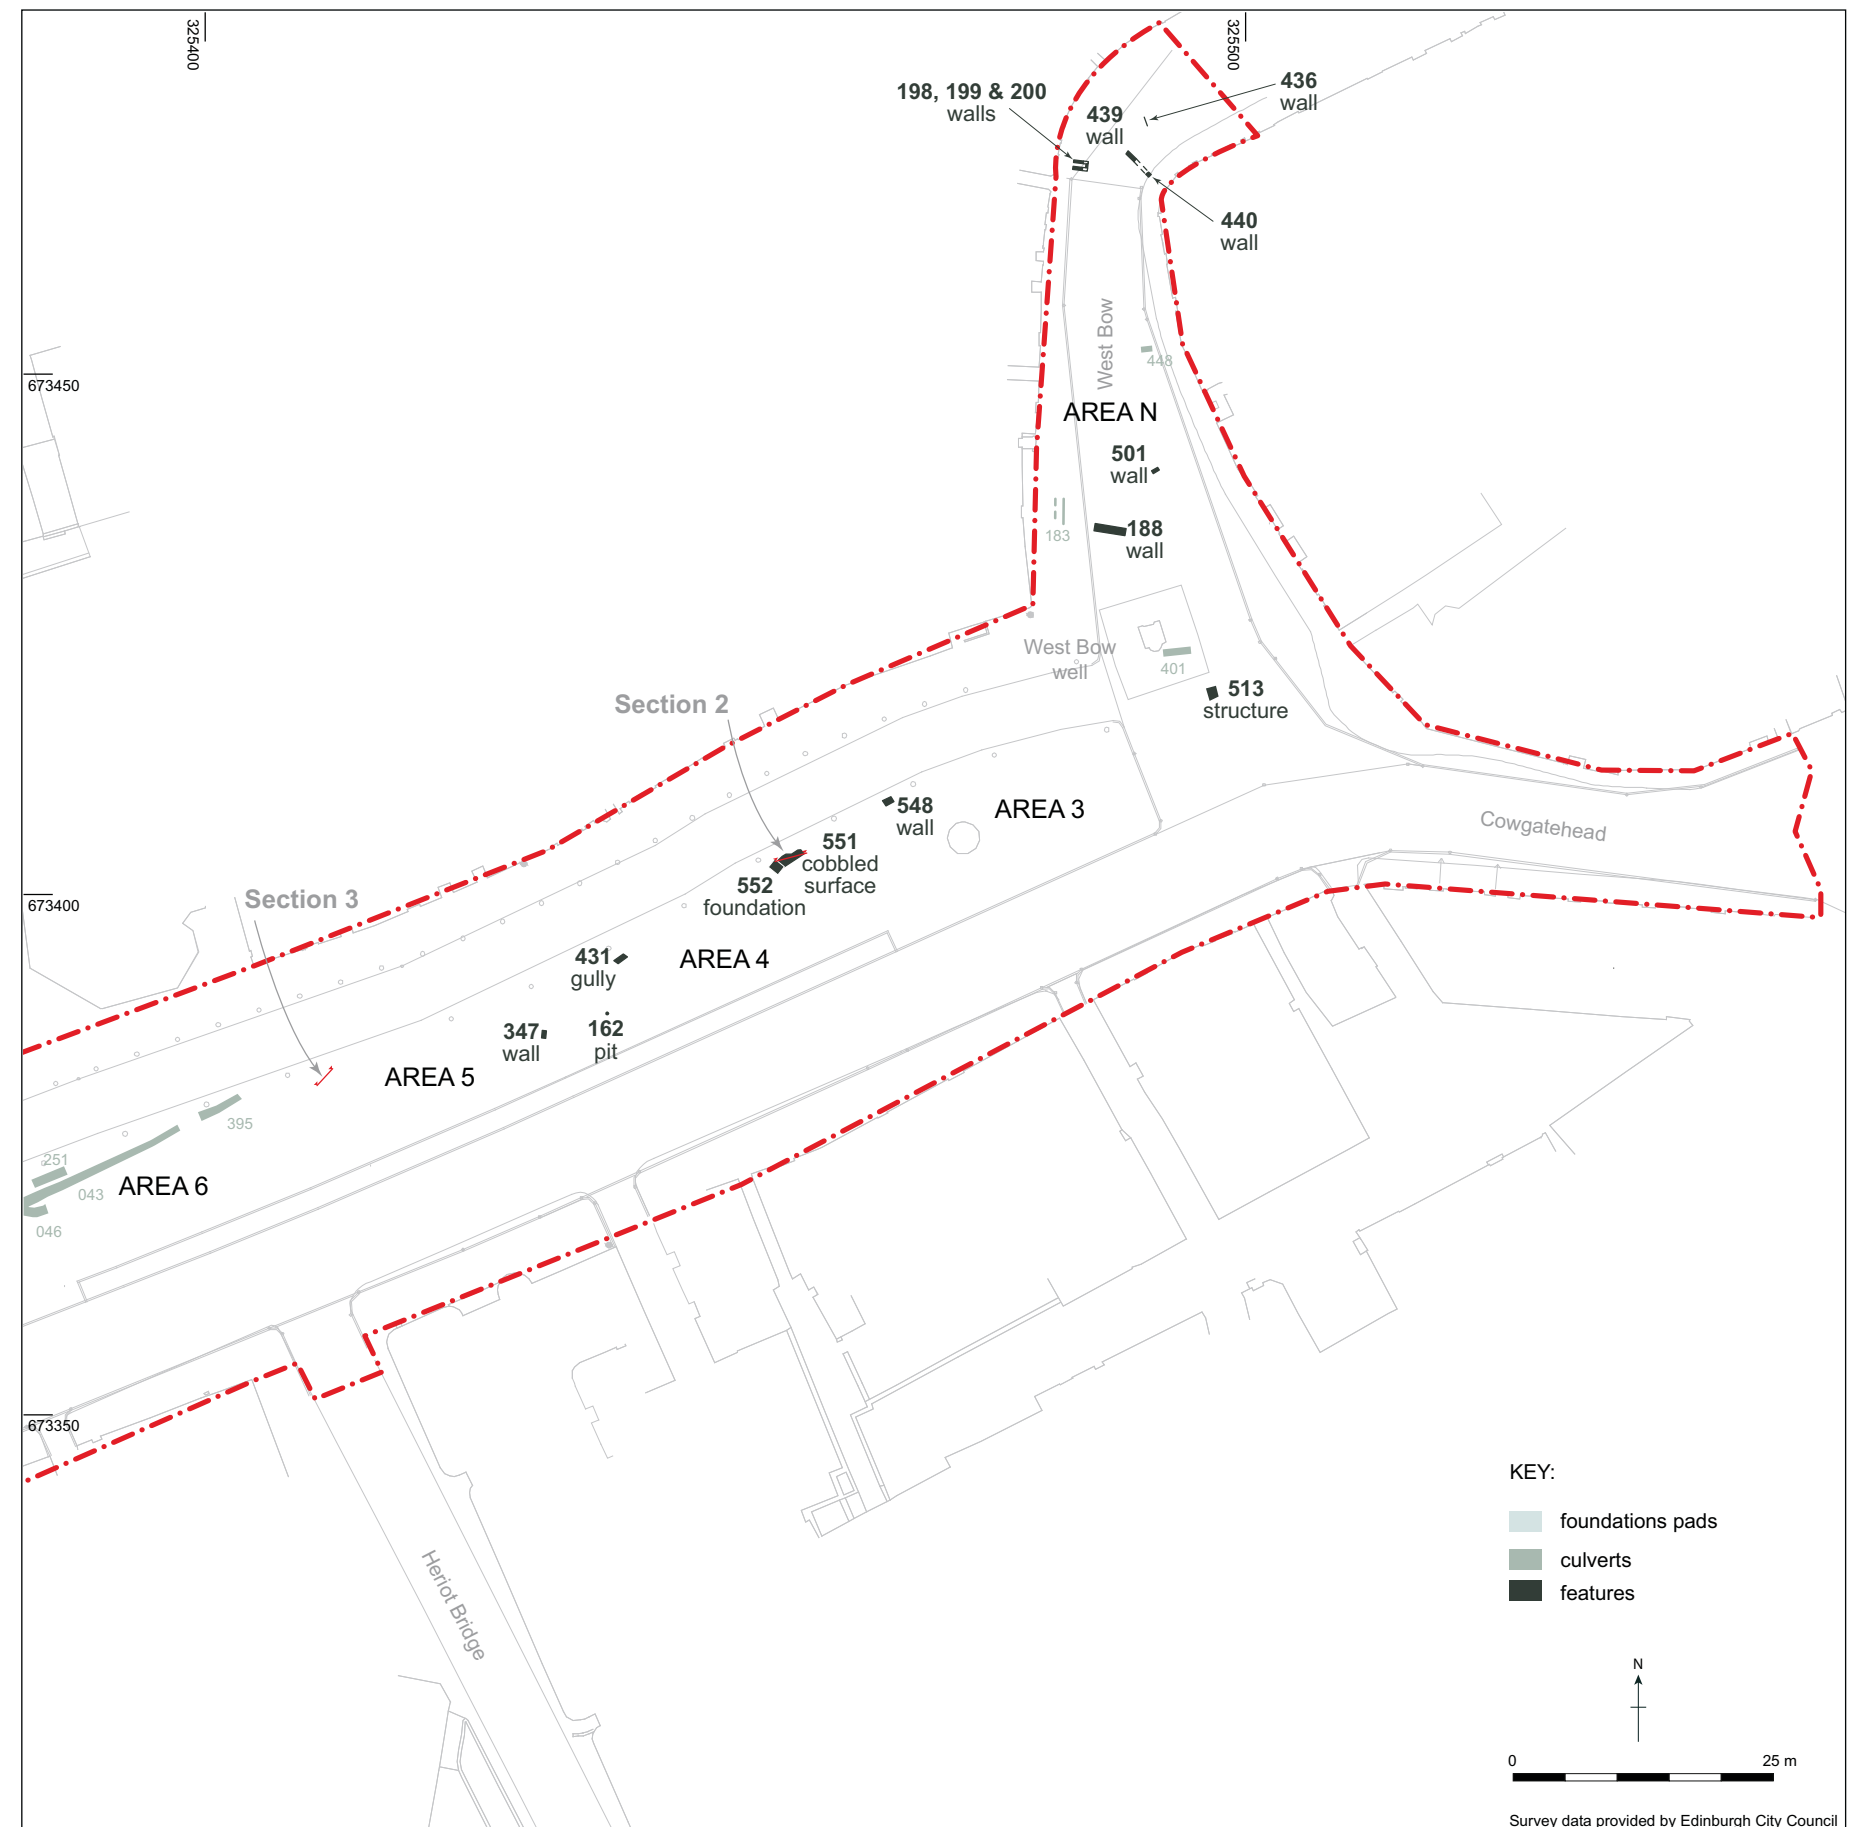 325400
325500
198, 199 & 200
walls
439
wall
436
wall
440
wall
West Bow
448
673450
AREA N
501
wall
183
188
wall
West Bow
well
401
513
structure
Section 2
548
wall
AREA 3
Cowgatehead
551
cobbled
surface
552
foundation
673400
Section 3
431
gully
AREA 4
347
wall
162
pit
AREA 5
395
251
043
AREA 6
046
673350
Heriot Bridge
KEY:
foundations pads
culverts
features
N
0
25 m
Survey data provided by Edinburgh City Council